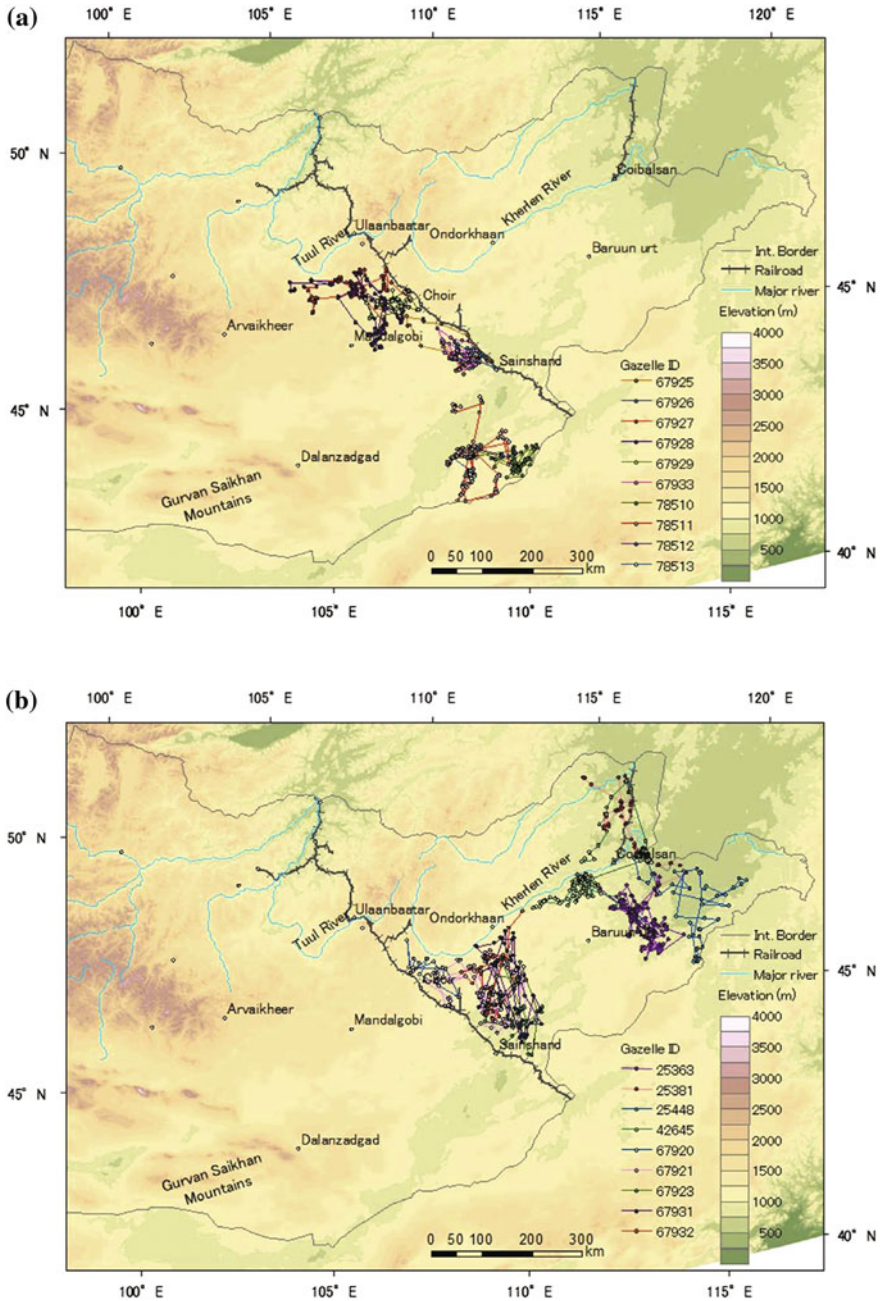 (a)
100° E 105° E 110° E 115° E 120° E
50° N
Coibalsan
Kherlen River
Ulaanbaatar Ondorkhaan
Tuul River
Baruun urt
Int. Border
Railroad
Major river
45° N
Choir
Arvaikheer
Mandalgobi
Sainshand
Elevation (m)
4000
3500
3000
2500
2000
1500
1000
500
Gazelle ID
67925
67926
67927
67928
67929
67933
78510
78511
78512
78513
45° N
Dalanzadgad
Gurvan Saikhan
Mountains
0 50 100 200 300
km
40° N
100° E 105° E 110° E 115° E
(b)
100° E 105° E 110° E 115° E 120° E
50° N
Coibalsan
Kherlen River
Ulaanbaatar Ondorkhaan
Tuul River
Baruun urt
Int. Border
Railroad
Major river
45° N
Choir
Arvaikheer
Mandalgobi
Sainshand
Elevation (m)
4000
3500
3000
2500
2000
1500
1000
500
Gazelle ID
25363
25381
25448
42645
67920
67921
67923
67931
67932
45° N
Dalanzadgad
Gurvan Saikhan
Mountains
0 50 100 200 300
km
40° N
100° E 105° E 110° E 115° E